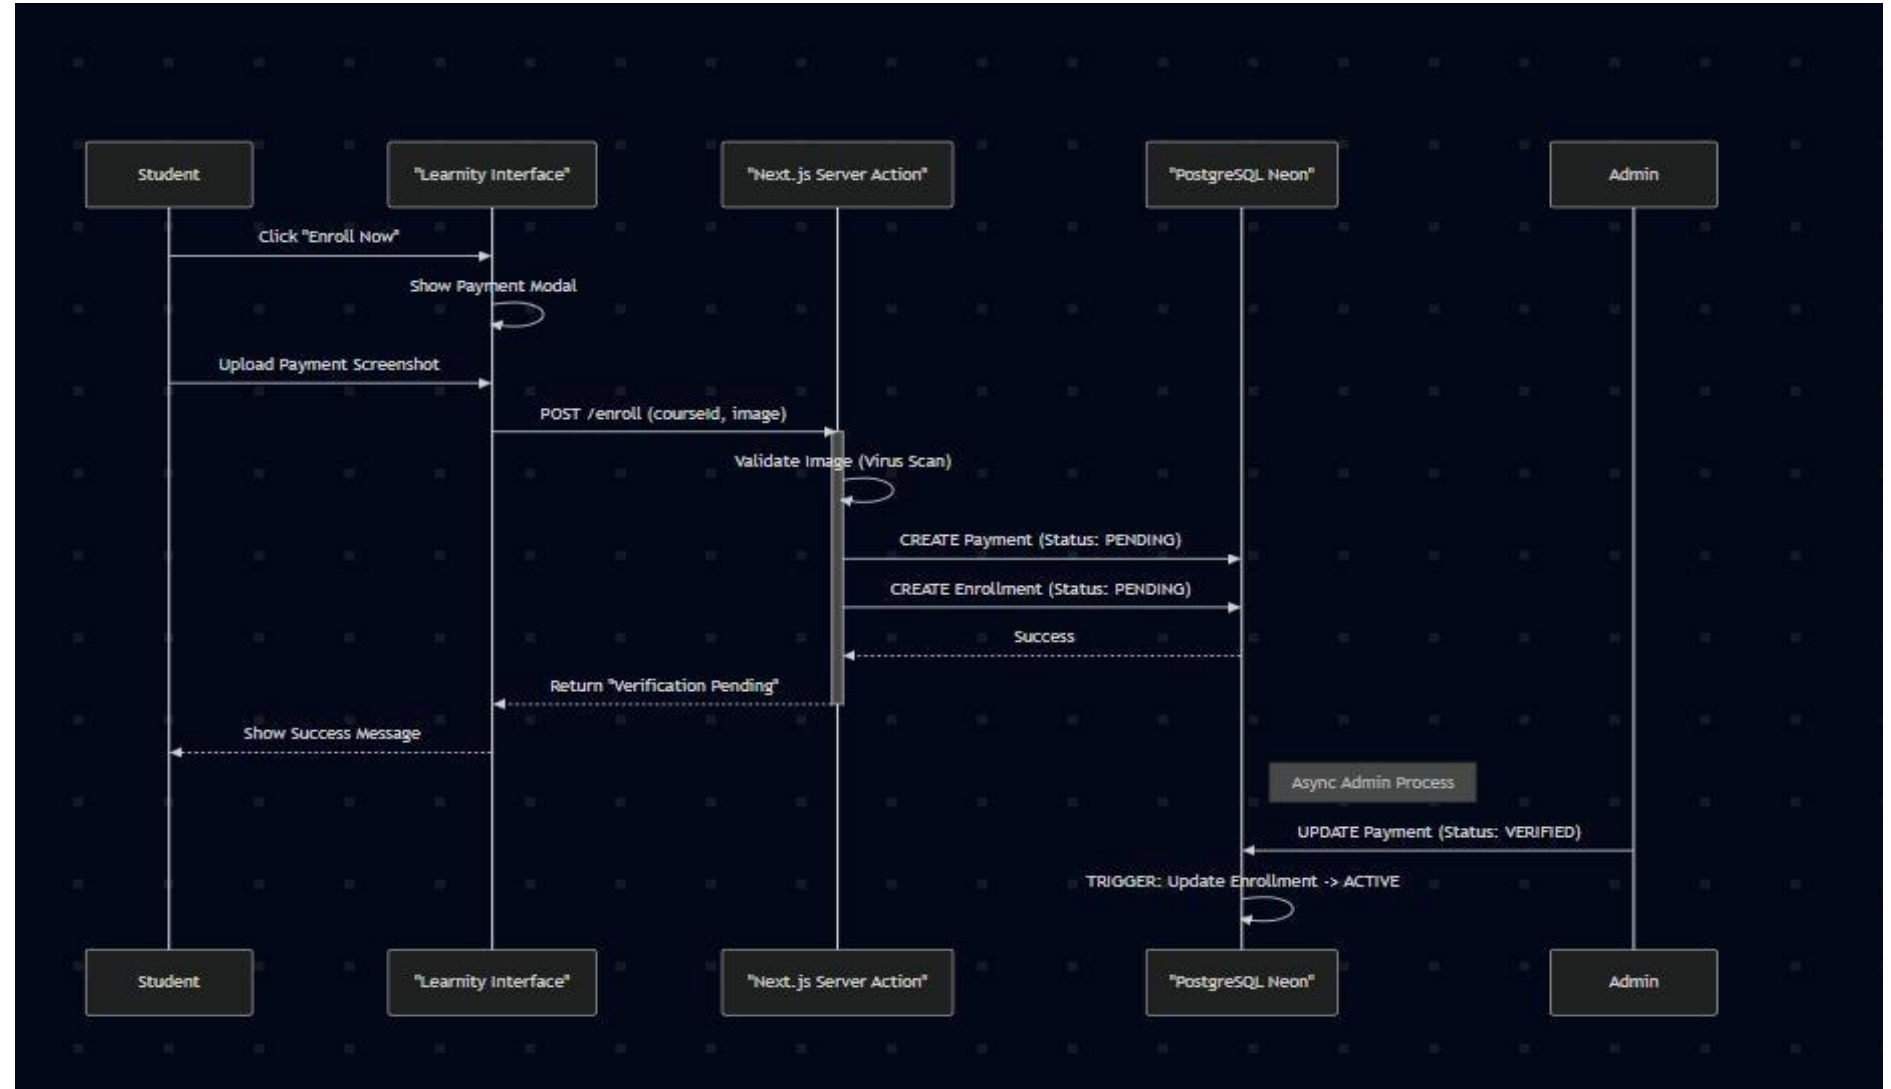 Student
"Learnity Interface"
"Next.js Server Action"
"PostgreSQL Neon"
Admin
Click "Enroll Now"
Show Payment Modal
Upload Payment Screenshot
POST /enroll (courseId, image)
Validate Image (Virus Scan)
CREATE Payment (Status: PENDING)
CREATE Enrollment (Status: PENDING)
Success
Return "Verification Pending"
Show Success Message
Async Admin Process
UPDATE Payment (Status: VERIFIED)
TRIGGER: Update Enrollment -> ACTIVE
Student
"Learnity Interface"
"Next.js Server Action"
"PostgreSQL Neon"
Admin